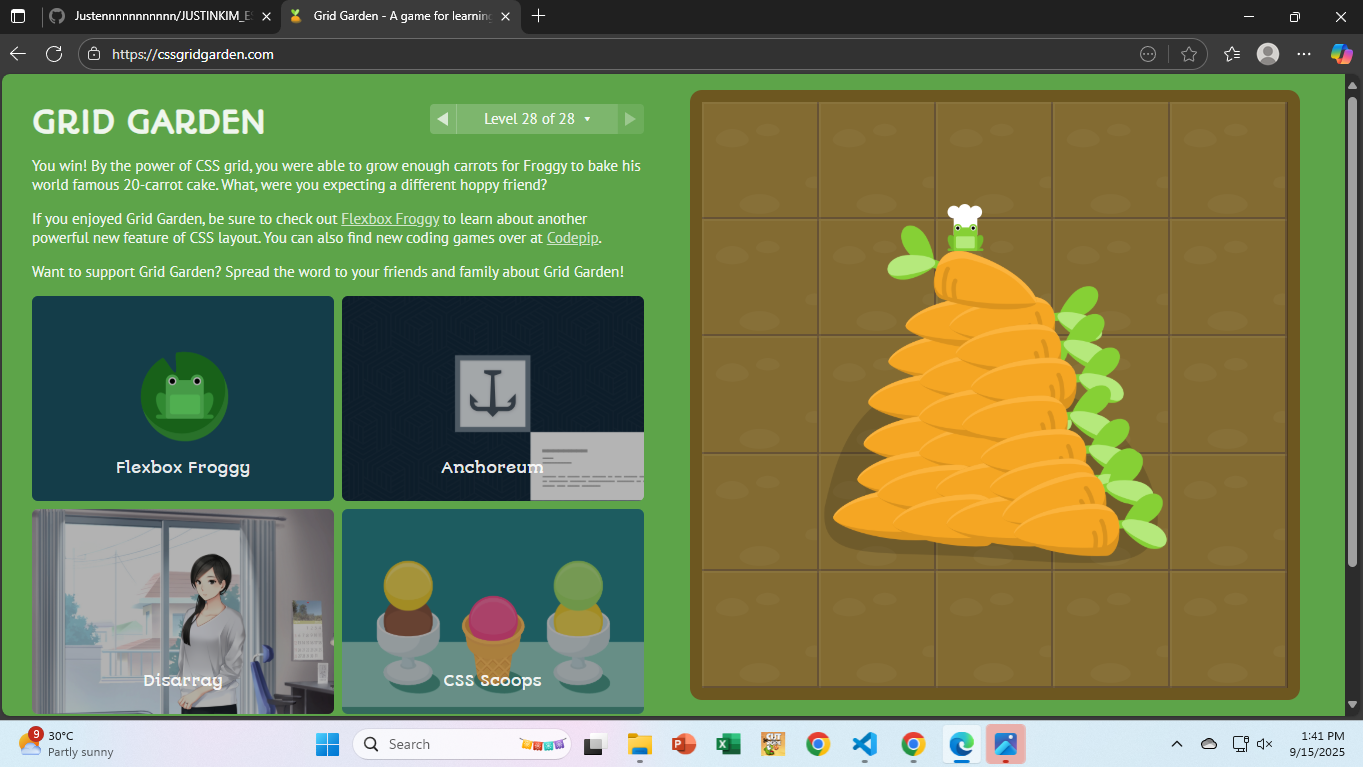 Justennnnnnnnnnn/JUSTINKIM_E
Grid Garden - A game for learning
https://cssgridgarden.com
GRID GARDEN
Level 28 of 28
You win! By the power of CSS grid, you were able to grow enough carrots for Froggy to bake his
world famous 20-carrot cake. What, were you expecting a different hoppy friend?
If you enjoyed Grid Garden, be sure to check out Flexbox Froggy to learn about another
powerful new feature of CSS layout. You can also find new coding games over at Codepip.
Want to support Grid Garden? Spread the word to your friends and family about Grid Garden!
Flexbox Froggy
Anchoreum
Disarray
CSS Scoops
9
30°C
Partly sunny
Search
1:41 PM
9/15/2025